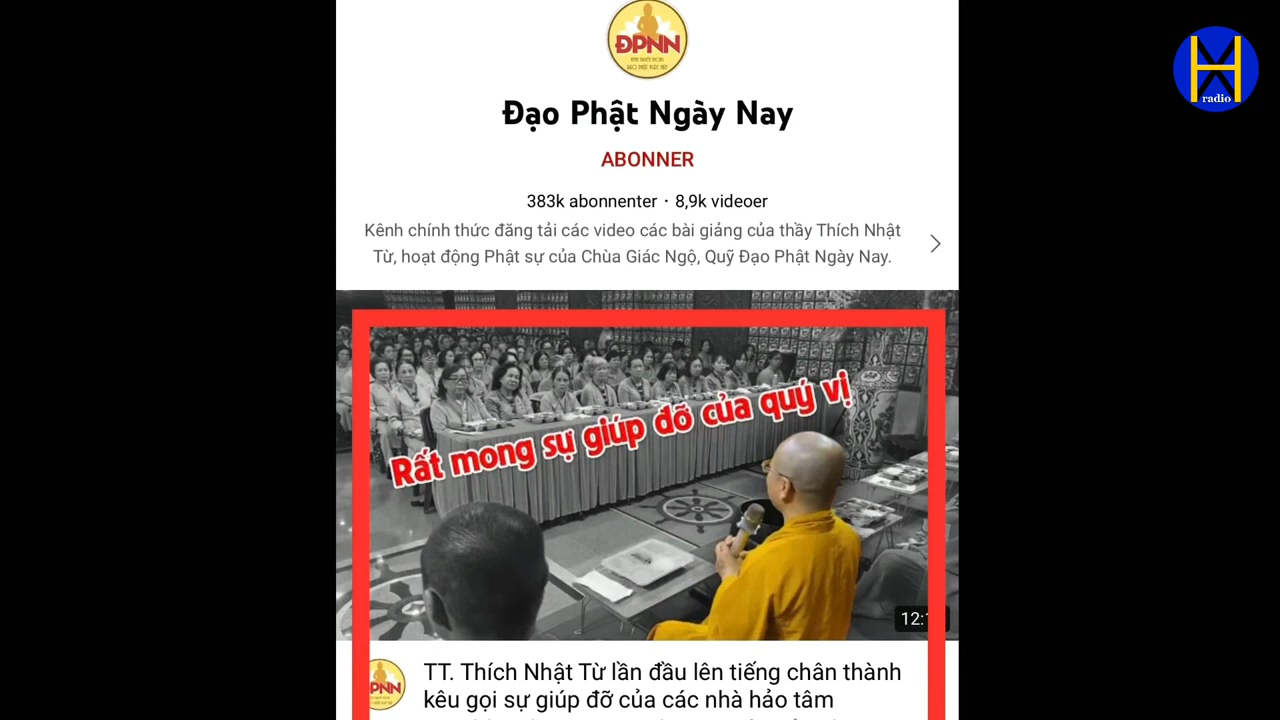 ĐPNN
H
radio
Đạo Phật Ngày Nay
ABONNER
383k abonnenter · 8,9k videoer
Kênh chính thức đăng tải các video các bài giảng của thầy Thích Nhật
Từ, hoạt động Phật sự của Chùa Giác Ngộ, Quỹ Đạo Phật Ngày Nay.
Rất mong sự giúp đỡ của quý vị
12:
PNN
TT. Thích Nhật Từ lần đầu lên tiếng chân thành
kêu gọi sự giúp đỡ của các nhà hảo tâm